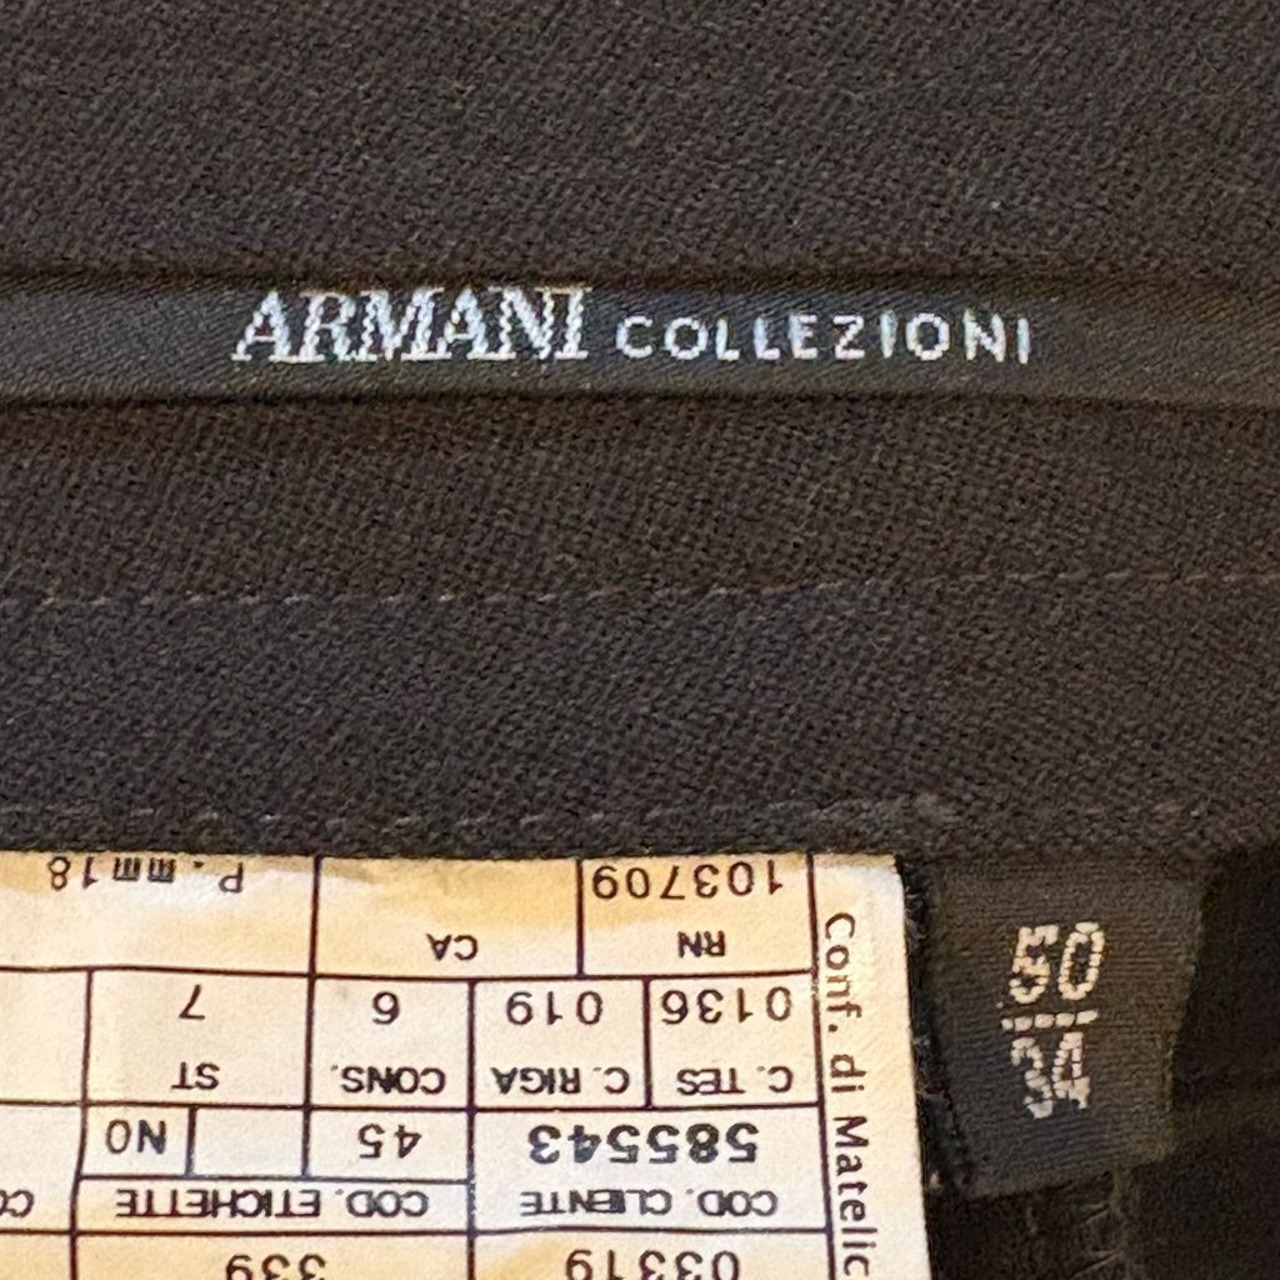 ARMANI COLLEZIONI
50
34
Conf. di Matelic
03319 339
COD. CLIENTE COD. ETICHETTE CO
585543 45 NO
C. TES C. RIGA CONS. ST
0136 019 6 7
RN CA
103709 P. mm 18